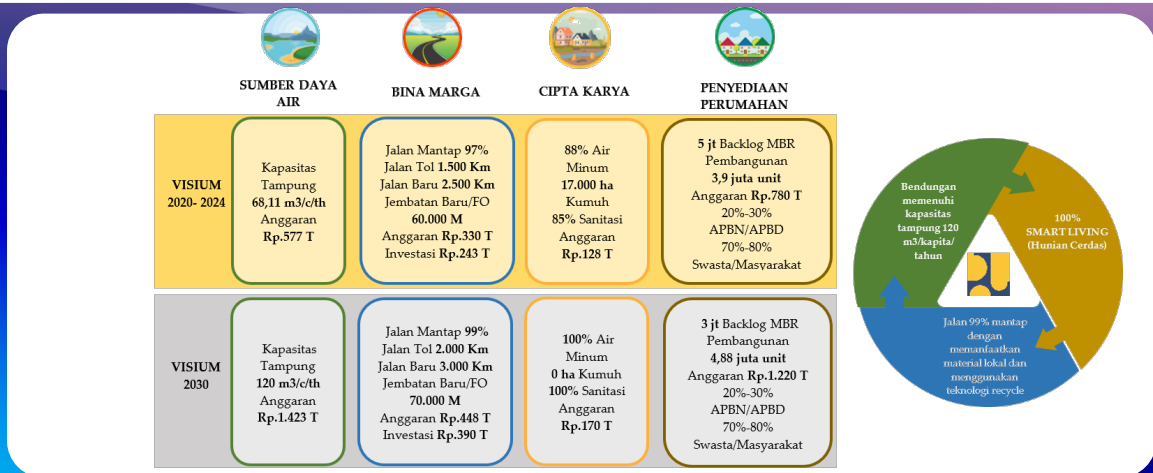 SUMBER DAYA
AIR
BINA MARGA
CIPTA KARYA
PENYEDIAAN
PERUMAHAN
VISIUM
2020- 2024
Kapasitas
Tampung
68,11 m3/c/th
Anggaran
Rp.577 T
Jalan Mantap 97%
Jalan Tol 1.500 Km
Jalan Baru 2.500 Km
Jembatan Baru/FO
60.000 M
Anggaran Rp.330 T
Investasi Rp.243 T
88% Air
Minum
17.000 ha
Kumuh
85% Sanitasi
Anggaran
Rp.128 T
5 jt Backlog MBR
Pembangunan
3,9 juta unit
Anggaran Rp.780 T
20%-30%
APBN/APBD
70%-80%
Swasta/Masyarakat
VISIUM
2030
Kapasitas
Tampung
120 m3/c/th
Anggaran
Rp.1.423 T
Jalan Mantap 99%
Jalan Tol 2.000 Km
Jalan Baru 3.000 Km
Jembatan Baru/FO
70.000 M
Anggaran Rp.448 T
Investasi Rp.390 T
100% Air
Minum
0 ha Kumuh
100% Sanitasi
Anggaran
Rp.170 T
3 jt Backlog MBR
Pembangunan
4,88 juta unit
Anggaran Rp.1.220 T
20%-30%
APBN/APBD
70%-80%
Swasta/Masyarakat
Bendungan
memenuhi
kapasitas
tampung 120
m3/kapita/
tahun
100%
SMART LIVING
(Hunian Cerdas)
Jalan 99% mantap
dengan
memanfaatkan
material lokal dan
menggunakan
teknologi recycle